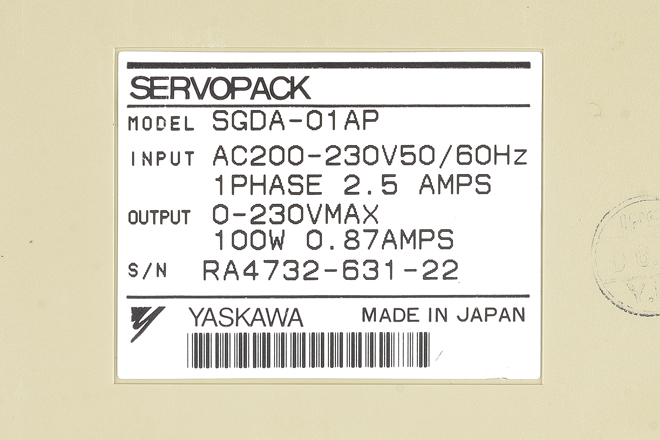 SERVOPACK
MODEL SGDA-01AP
INPUT AC200-230V50/60Hz
1PHASE 2.5 AMPS
OUTPUT 0-230VMAX
100W 0.87AMPS
S/N RA4732-631-22
YASKAWA MADE IN JAPAN